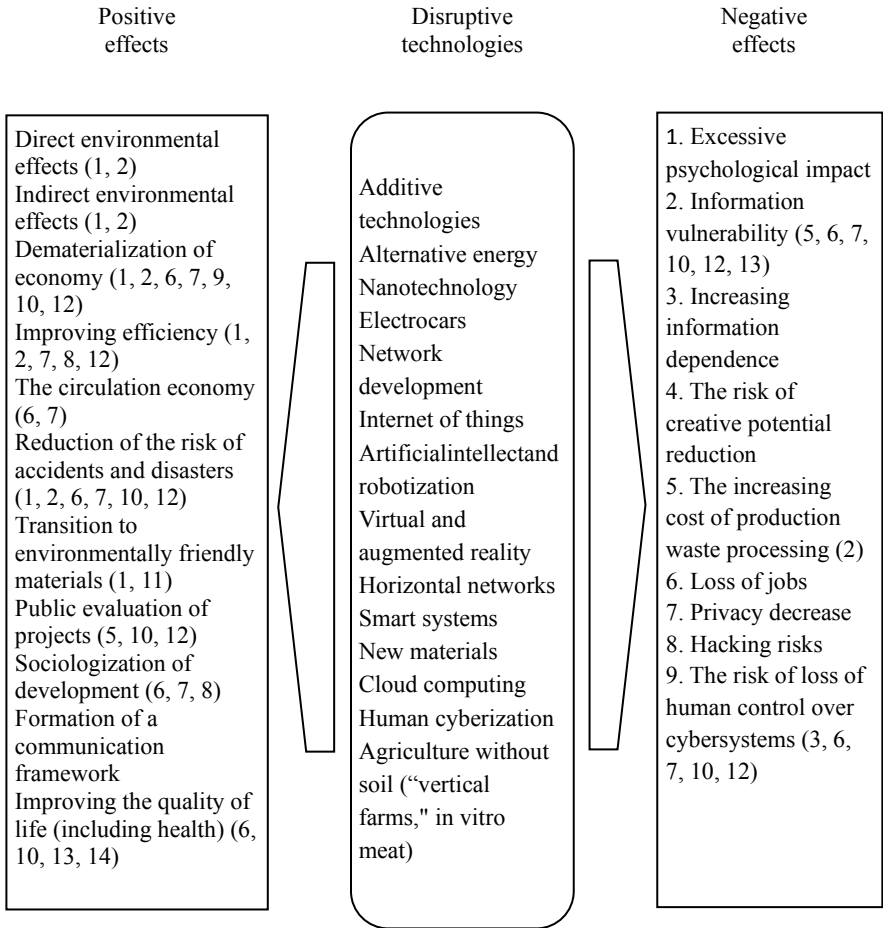 Positive
effects
Disruptive
technologies
Negative
effects
Direct environmental
effects (1, 2)
Indirect environmental
effects (1, 2)
Dematerialization of
economy (1, 2, 6, 7, 9,
10, 12)
Improving efficiency (1,
2, 7, 8, 12)
The circulation economy
(6, 7)
Reduction of the risk of
accidents and disasters
(1, 2, 6, 7, 10, 12)
Transition to
environmentally friendly
materials (1, 11)
Public evaluation of
projects (5, 10, 12)
Sociologization of
development (6, 7, 8)
Formation of a
communication
framework
Improving the quality of
life (including health) (6,
10, 13, 14)
Additive
technologies
Alternative energy
Nanotechnology
Electrocars
Network
development
Internet of things
Artificialintellectand
robotization
Virtual and
augmented reality
Horizontal networks
Smart systems
New materials
Cloud computing
Human cyberization
Agriculture without
soil (“vertical
farms," in vitro
meat)
1. Excessive
psychological impact
2. Information
vulnerability (5, 6, 7,
10, 12, 13)
3. Increasing
information
dependence
4. The risk of
creative potential
reduction
5. The increasing
cost of production
waste processing (2)
6. Loss of jobs
7. Privacy decrease
8. Hacking risks
9. The risk of loss of
human control over
cybersystems (3, 6,
7, 10, 12)